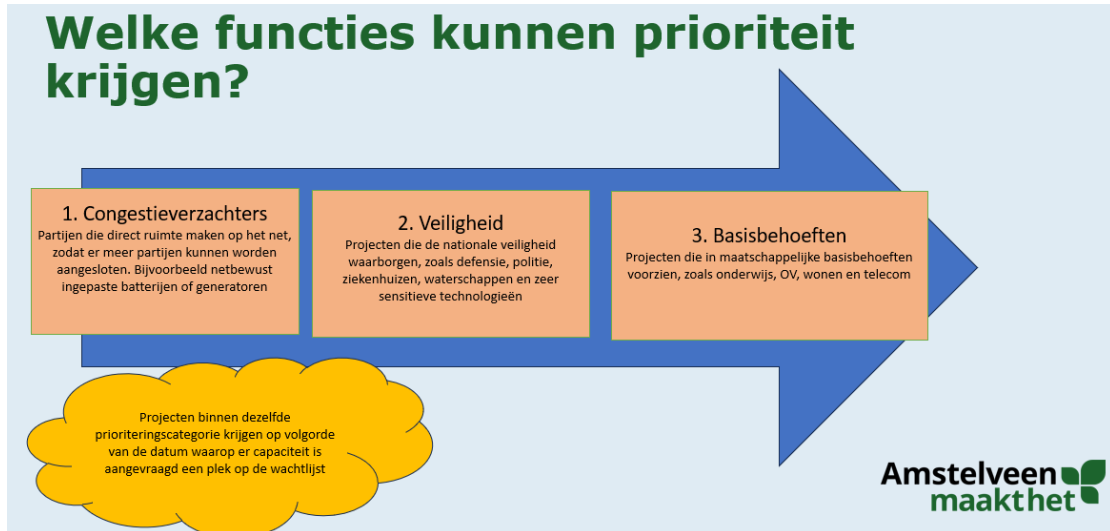 Welke functies kunnen prioriteit
krijgen?
1. Congestieverzachters
Partijen die direct ruimte maken op het net,
zodat er meer partijen kunnen worden
aangesloten. Bijvoorbeeld netbewust
ingepaste batterijen of generatoren
2. Veiligheid
Projecten die de nationale veiligheid
waarborgen, zoals defensie, politie,
ziekenhuizen, waterschappen en zeer
sensitieve technologieën
3. Basisbehoeften
Projecten die in maatschappelijke basisbehoeften
voorzien, zoals onderwijs, OV, wonen en telecom
Projecten binnen dezelfde
prioriteringscategorie krijgen op volgorde
van de datum waarop er capaciteit is
aangevraagd een plek op de wachtlijst
Amstelveen
maakthet